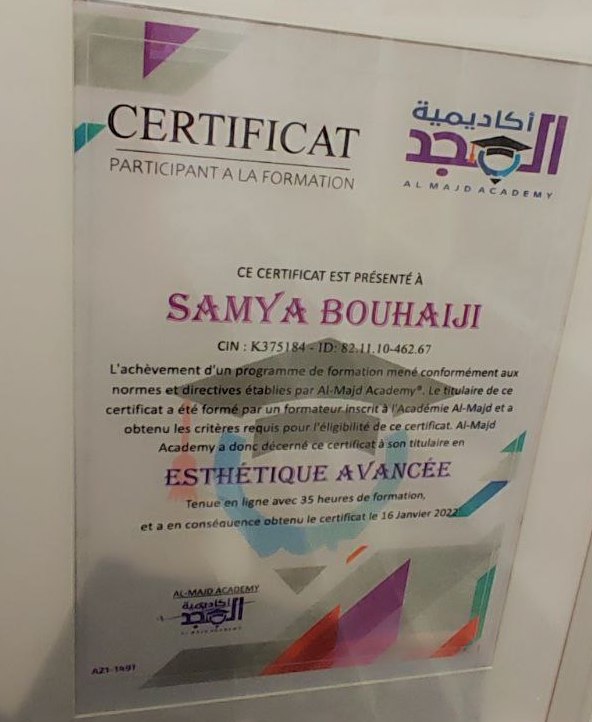 CERTIFICAT
PARTICIPANT A LA FORMATION
أكاديمية
المجد
AL MAJD ACADEMY
CE CERTIFICAT EST PRÉSENTÉ À
SAMYA BOUHAIJI
CIN : K375184 - ID: 82.11.10-462.67
L'achèvement d'un programme de formation mené conformément aux
normes et directives établies par Al-Majd Academy®. Le titulaire de ce
certificat a été formé par un formateur inscrit à l'Académie Al-Majd et a
obtenu les critères requis pour l'éligibilité de ce certificat. Al-Majd
Academy a donc décerné ce certificat à son titulaire en
ESTHÉTIQUE AVANCÉE
Tenue en ligne avec 35 heures de formation,
et a en conséquence obtenu le certificat le 16 Janvier 2022
AL-MAJD ACADEMY
أكاديمية
المجد
AL MAJD ACADEMY
A21-1491